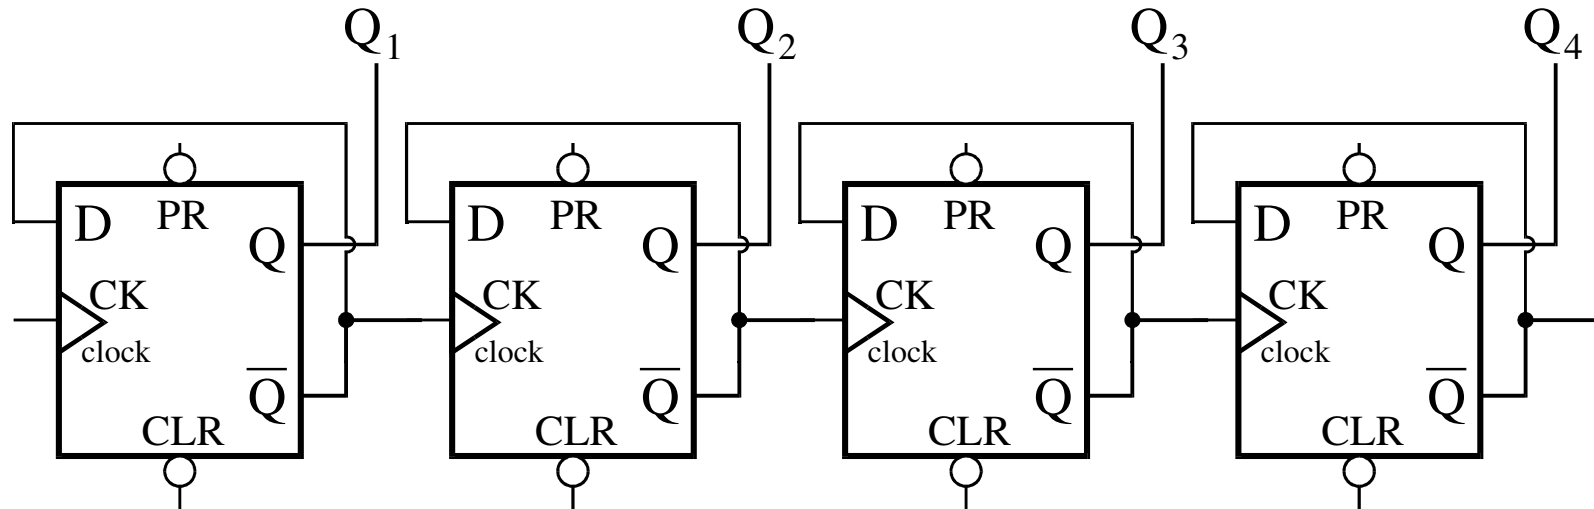 Q₁ Q₂ Q₃ Q₄
D PR Q D PR Q D PR Q D PR Q
CK CK CK CK
clock clock clock clock
Q̅ Q̅ Q̅ Q̅
CLR CLR CLR CLR